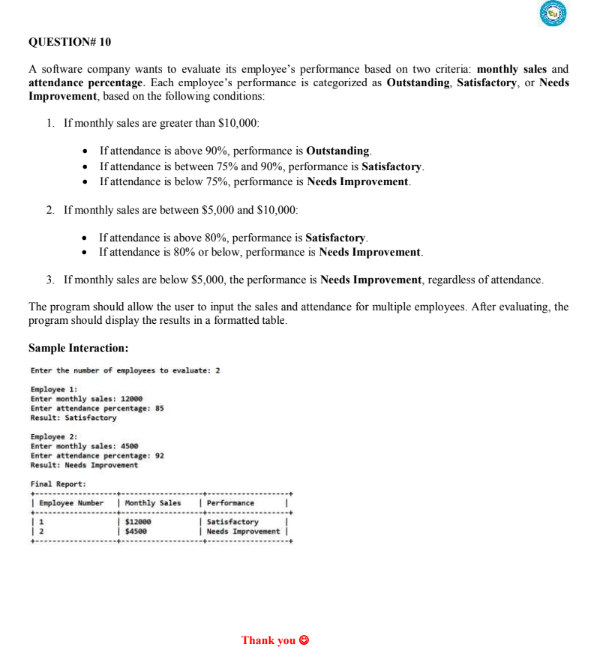 QUESTION# 10
A software company wants to evaluate its employee's performance based on two criteria: monthly sales and
attendance percentage. Each employee's performance is categorized as Outstanding, Satisfactory, or Needs
Improvement, based on the following conditions:
1. If monthly sales are greater than $10,000:
• If attendance is above 90%, performance is Outstanding.
• If attendance is between 75% and 90%, performance is Satisfactory.
• If attendance is below 75%, performance is Needs Improvement.
2. If monthly sales are between $5,000 and $10,000:
• If attendance is above 80%, performance is Satisfactory.
• If attendance is 80% or below, performance is Needs Improvement.
3. If monthly sales are below $5,000, the performance is Needs Improvement, regardless of attendance.
The program should allow the user to input the sales and attendance for multiple employees. After evaluating, the
program should display the results in a formatted table.
Sample Interaction:
Enter the number of employees to evaluate: 2
Employee 1:
Enter monthly sales: 12000
Enter attendance percentage: 85
Result: Satisfactory
Employee 2:
Enter monthly sales: 4500
Enter attendance percentage: 92
Result: Needs Improvement
Final Report:
| Employee Number | Monthly Sales | Performance |
| 1 | $12000 | Satisfactory |
| 2 | $4500 | Needs Improvement |
Thank you ☺